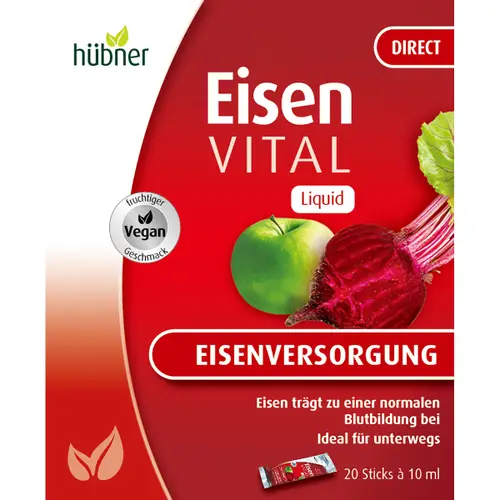 hübner
DIRECT
Eisen
VITAL
Liquid
fruchtiger
Vegan
Geschmack
EISENVERSORGUNG
Eisen trägt zu einer normalen
Blutbildung bei
Ideal für unterwegs
20 Sticks à 10 ml